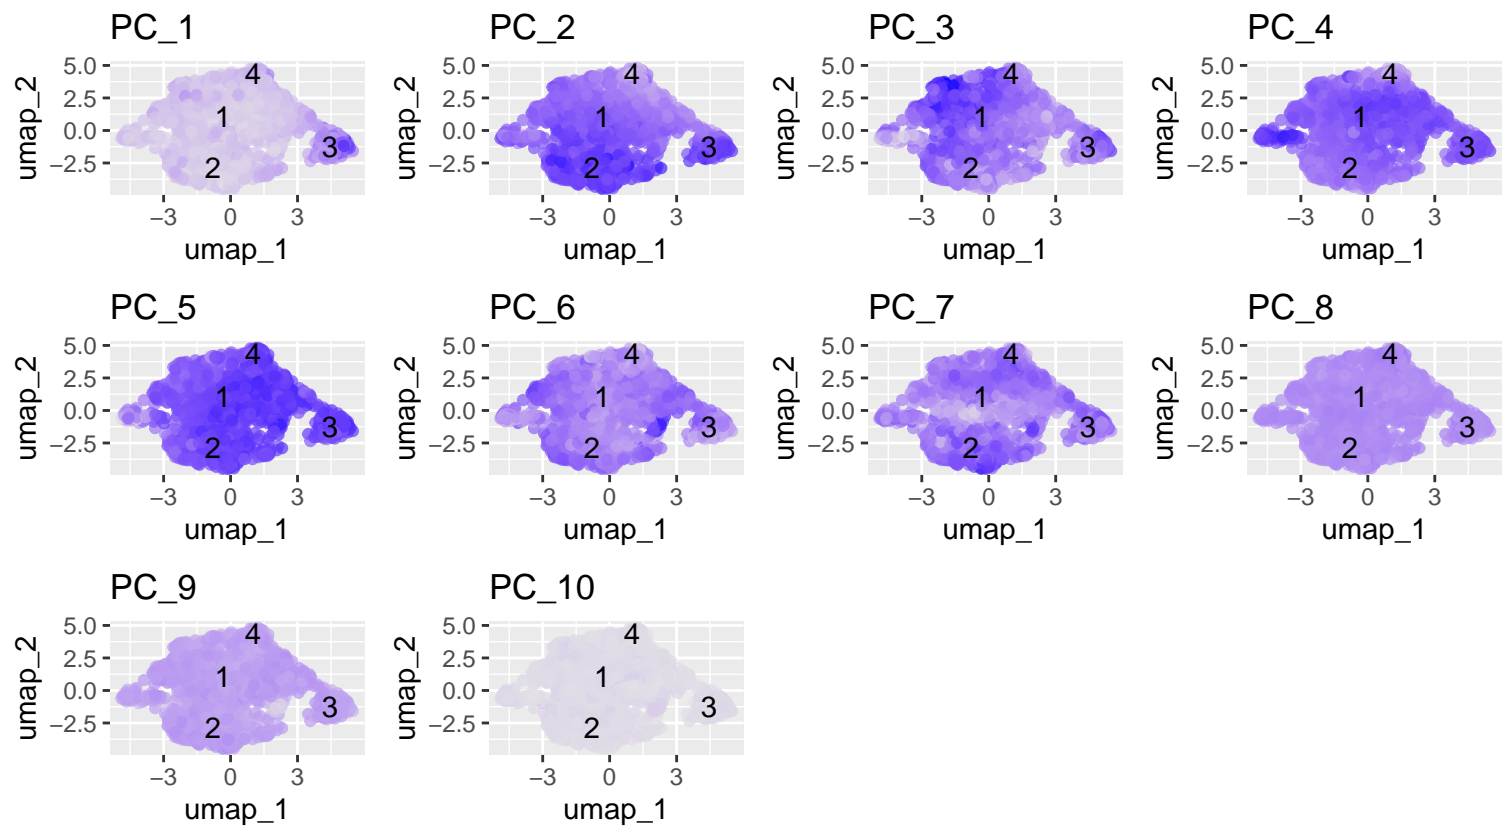 PC_1 PC_2 PC_3 PC_4
umap_2 5.0 2.5 0.0 −2.5 4 1 2 3 umap_2 5.0 2.5 0.0 −2.5 4 1 2 3 umap_2 5.0 2.5 0.0 −2.5 4 1 2 3 umap_2 5.0 2.5 0.0 −2.5 4 1 2 3
−3 0 3 −3 0 3 −3 0 3 −3 0 3
umap_1 umap_1 umap_1 umap_1
PC_5 PC_6 PC_7 PC_8
umap_2 5.0 2.5 0.0 −2.5 4 1 2 3 umap_2 5.0 2.5 0.0 −2.5 4 1 2 3 umap_2 5.0 2.5 0.0 −2.5 4 1 2 3 umap_2 5.0 2.5 0.0 −2.5 4 1 2 3
−3 0 3 −3 0 3 −3 0 3 −3 0 3
umap_1 umap_1 umap_1 umap_1
PC_9 PC_10
umap_2 5.0 2.5 0.0 −2.5 4 1 2 3 umap_2 5.0 2.5 0.0 −2.5 4 1 2 3
−3 0 3 −3 0 3
umap_1 umap_1